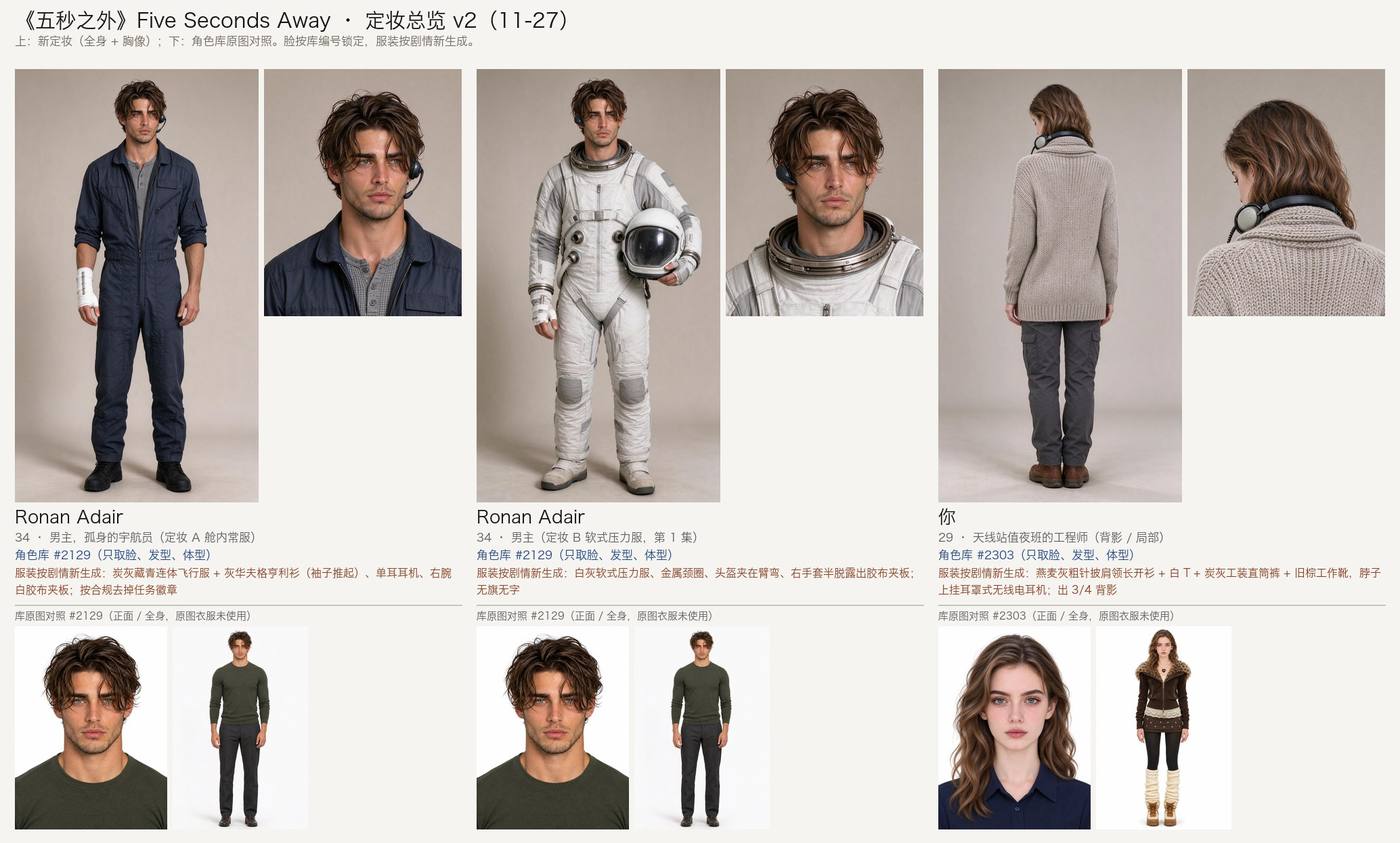 《五秒之外》Five Seconds Away · 定妆总览 v2（11-27）
上：新定妆（全身 + 胸像）；下：角色库原图对照。脸按库编号锁定，服装按剧情新生成。
Ronan Adair
34 · 男主，孤身的宇航员（定妆 A 舱内常服）
角色库 #2129（只取脸、发型、体型）
服装按剧情新生成：炭灰藏青连体飞行服 + 灰华夫格亨利衫（袖子推起）、单耳耳机、右腕
白胶布夹板；按合规去掉任务徽章
库原图对照 #2129（正面 / 全身，原图衣服未使用）
Ronan Adair
34 · 男主（定妆 B 软式压力服，第 1 集）
角色库 #2129（只取脸、发型、体型）
服装按剧情新生成：白灰软式压力服、金属颈圈、头盔夹在臂弯、右手套半脱露出胶布夹板；
无旗无字
库原图对照 #2129（正面 / 全身，原图衣服未使用）
你
29 · 天线站值夜班的工程师（背影 / 局部）
角色库 #2303（只取脸、发型、体型）
服装按剧情新生成：燕麦灰粗针披肩领长开衫 + 白 T + 炭灰工装直筒裤 + 旧棕工作靴，脖子
上挂耳罩式无线电耳机；出 3/4 背影
库原图对照 #2303（正面 / 全身，原图衣服未使用）